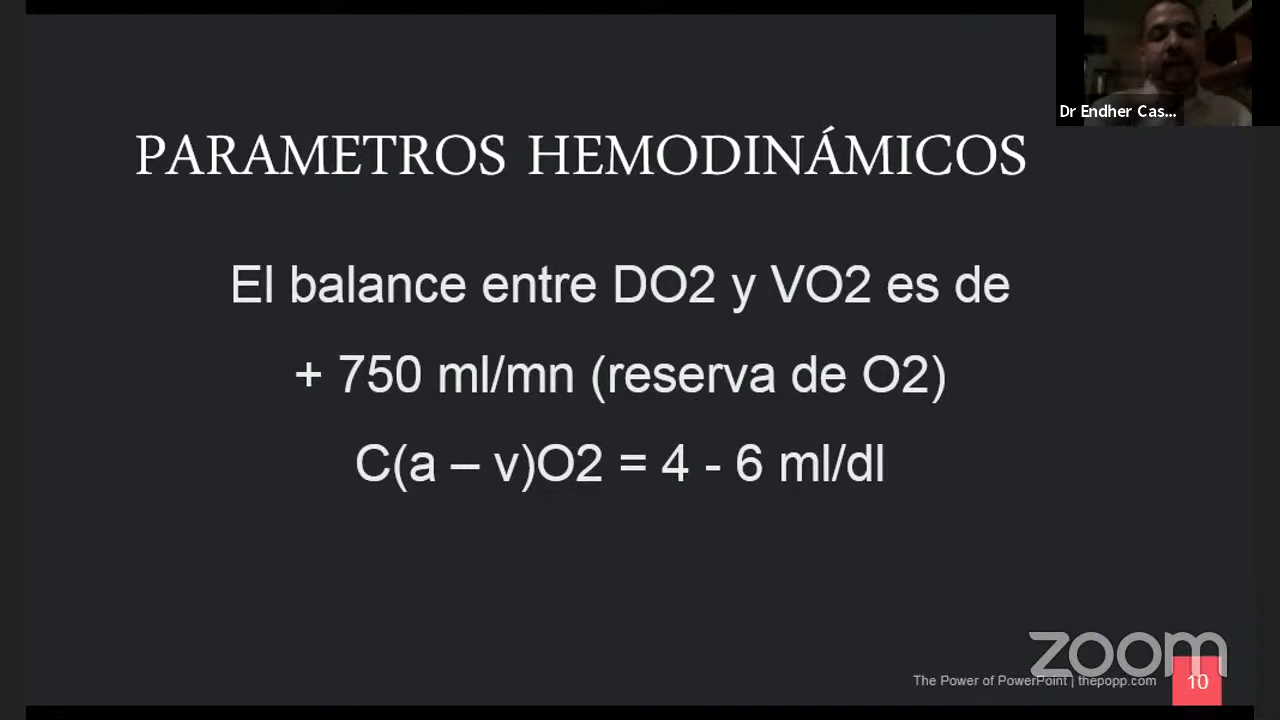 Dr Endher Cas...
PARAMETROS HEMODINÁMICOS
El balance entre DO2 y VO2 es de
+ 750 ml/mn (reserva de O2)
C(a – v)O2 = 4 - 6 ml/dl
zoom
The Power of PowerPoint | thepopp.com
10